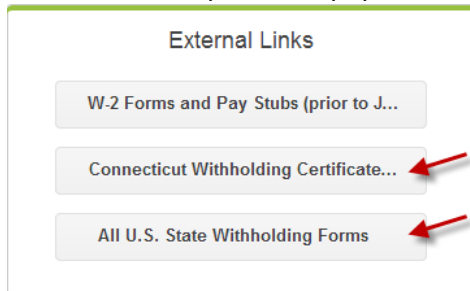 External Links
W-2 Forms and Pay Stubs (prior to J...
Connecticut Withholding Certificate...
All U.S. State Withholding Forms